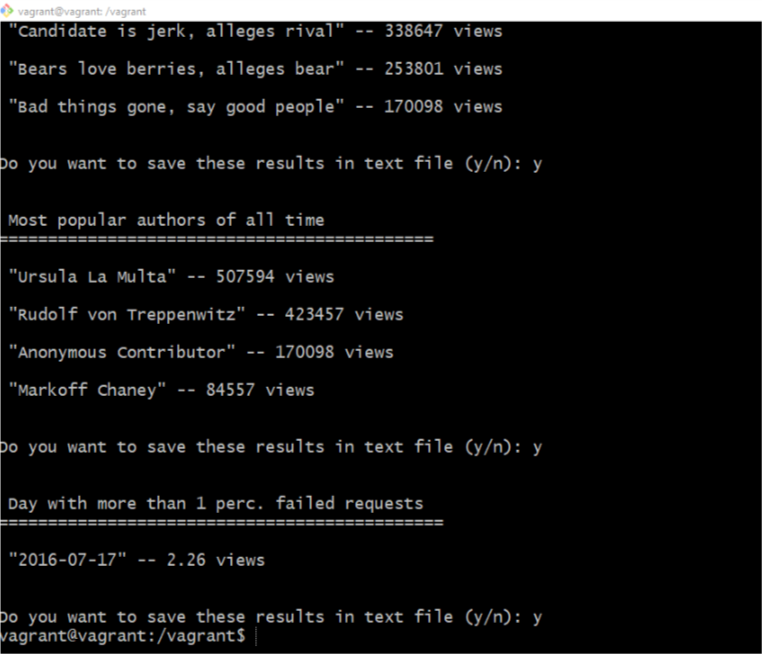 vagrant@vagrant: /vagrant
"Candidate is jerk, alleges rival" -- 338647 views
"Bears love berries, alleges bear" -- 253801 views
"Bad things gone, say good people" -- 170098 views
Do you want to save these results in text file (y/n): y
Most popular authors of all time
============================================
"Ursula La Multa" -- 507594 views
"Rudolf von Treppenwitz" -- 423457 views
"Anonymous Contributor" -- 170098 views
"Markoff Chaney" -- 84557 views
Do you want to save these results in text file (y/n): y
Day with more than 1 perc. failed requests
=============================================
"2016-07-17" -- 2.26 views
Do you want to save these results in text file (y/n): y
vagrant@vagrant:/vagrant$